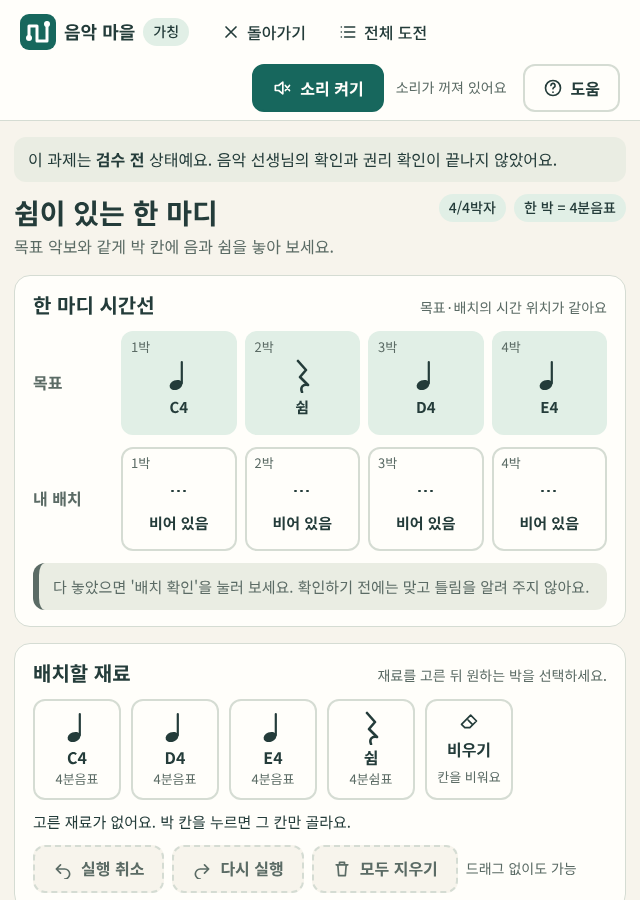 음악 마을 가칭 돌아가기 전체 도전
소리 켜기 소리가 꺼져 있어요 도움
이 과제는 검수 전 상태예요. 음악 선생님의 확인과 권리 확인이 끝나지 않았어요.
쉼이 있는 한 마디 4/4박자 한 박 = 4분음표
목표 악보와 같게 박 칸에 음과 쉼을 놓아 보세요.
한 마디 시간선 목표·배치의 시간 위치가 같아요
목표
1박 2박 3박 4박
C4 쉼 D4 E4
내 배치
1박 2박 3박 4박
... ... ... ...
비어 있음 비어 있음 비어 있음 비어 있음
다 놓았으면 '배치 확인'을 눌러 보세요. 확인하기 전에는 맞고 틀림을 알려 주지 않아요.
배치할 재료 재료를 고른 뒤 원하는 박을 선택하세요.
C4 D4 E4 쉼 비우기
4분음표 4분음표 4분음표 4분쉼표 칸을 비워요
고른 재료가 없어요. 박 칸을 누르면 그 칸만 골라요.
실행 취소 다시 실행 모두 지우기 드래그 없이도 가능